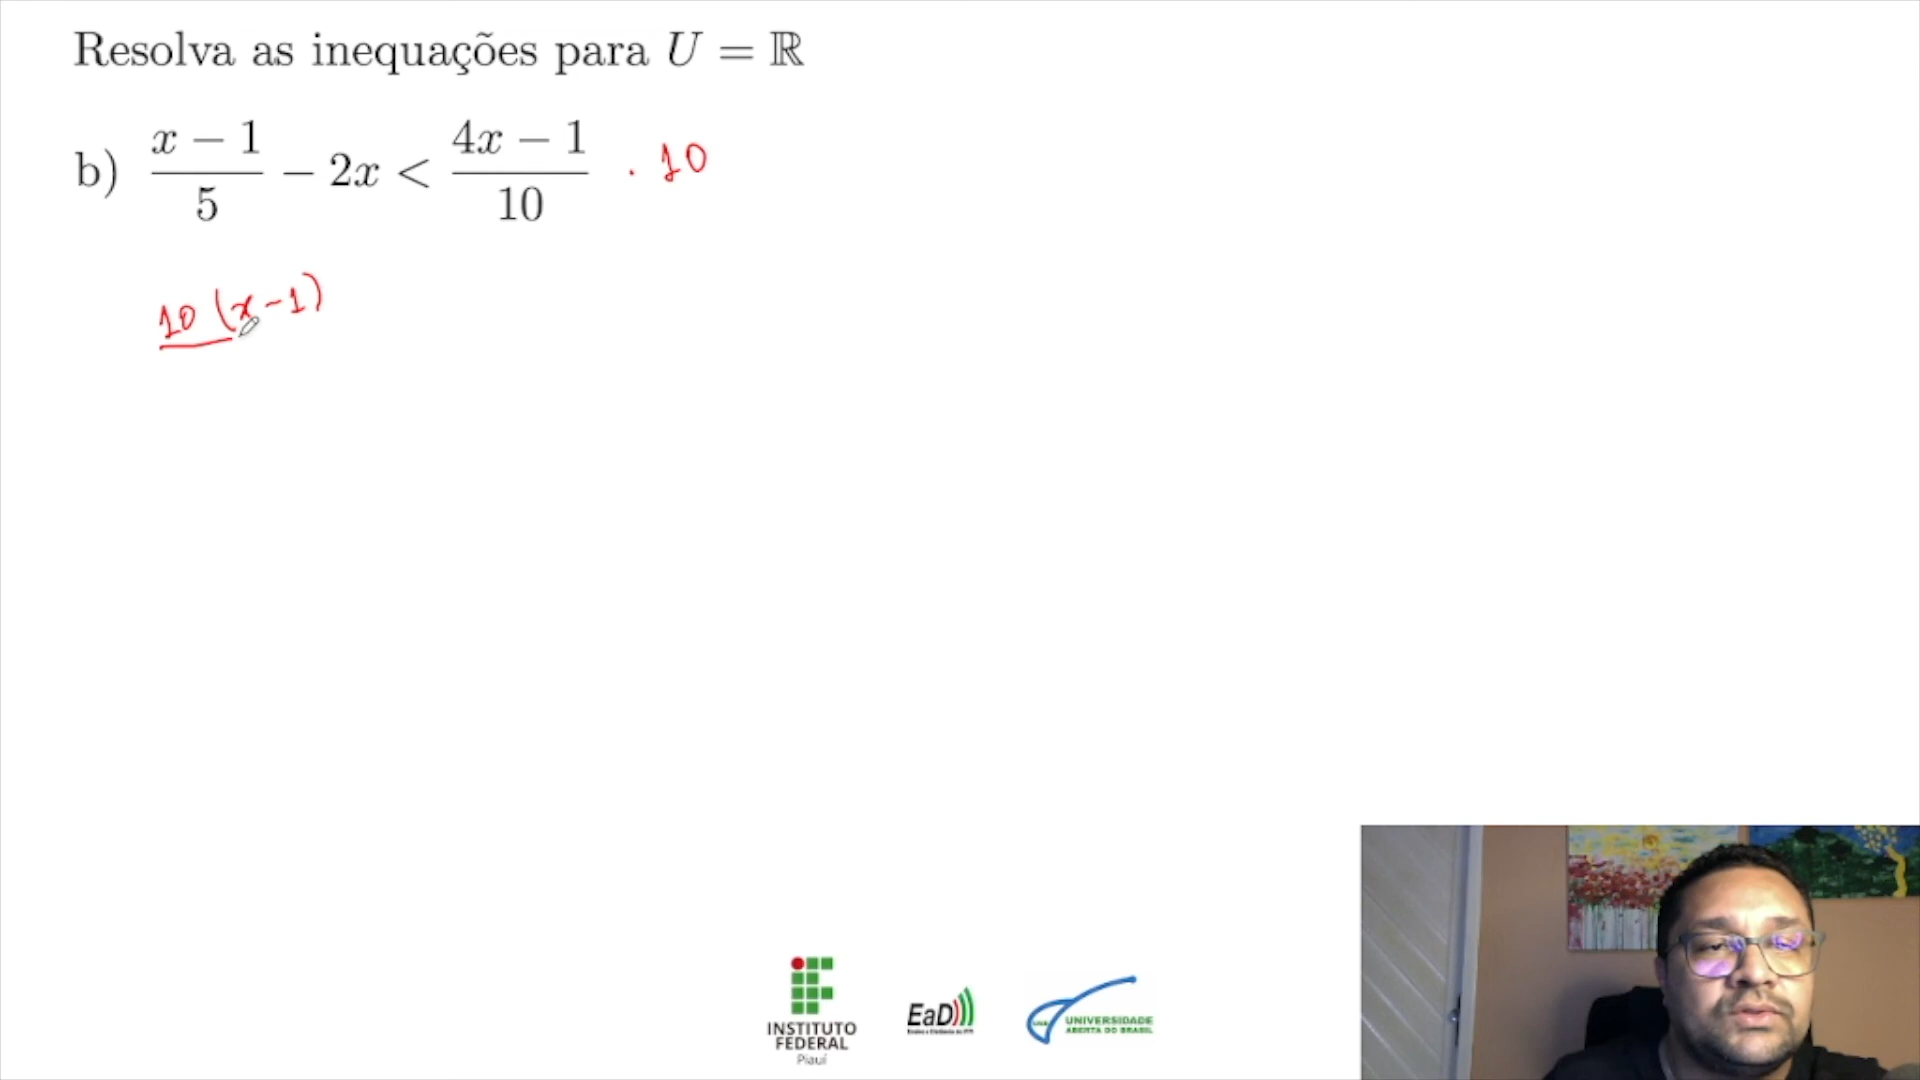 Resolva as inequações para U = ℝ
b) (x − 1)/5 − 2x < (4x − 1)/10 · 10
10 (x − 1)
INSTITUTO
FEDERAL
Piauí
EaD
UNIVERSIDADE
ABERTA DO BRASIL